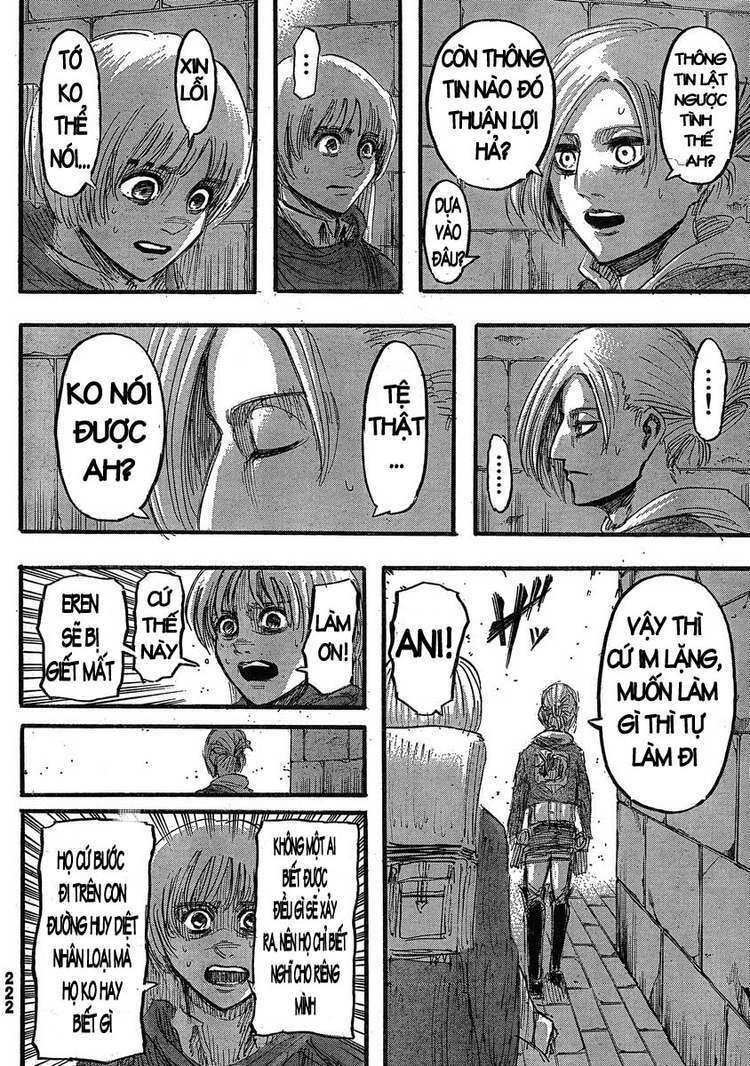 THÔNG
TIN LẬT
NGƯỢC
TÌNH
THẾ
AH?
CÒN THÔNG
TIN NÀO ĐÓ
THUẬN LỢI
HẢ?
DỰA
VÀO
ĐÂU?
...
XIN
LỖI
TỚ
KO
THỂ
NÓI...
...!
....
TỆ
THẬT
...
KO NÓI
ĐƯỢC
AH?
VẬY THÌ
CỨ IM LẶNG,
MUỐN LÀM
GÌ THÌ TỰ
LÀM ĐI
ANI!
LÀM
ƠN!
CỨ
THẾ
NÀY
EREN
SẼ BỊ
GIẾT MẤT
KHÔNG MỘT AI
BIẾT ĐƯỢC
ĐIỀU GÌ SẼ XẢY
RA, NÊN HỌ CHỈ BIẾT
NGHĨ CHO RIÊNG
MÌNH
HỌ CỨ BƯỚC
ĐI TRÊN CON
ĐƯỜNG HUỶ DIỆT
NHÂN LOẠI MÀ
HỌ KO HAY
BIẾT GÌ
222